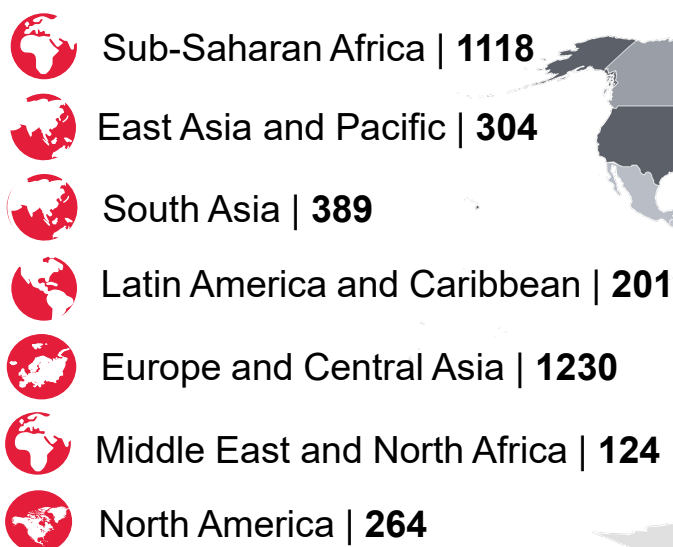 Sub-Saharan Africa | 1118
East Asia and Pacific | 304
South Asia | 389
Latin America and Caribbean | 201
Europe and Central Asia | 1230
Middle East and North Africa | 124
North America | 264